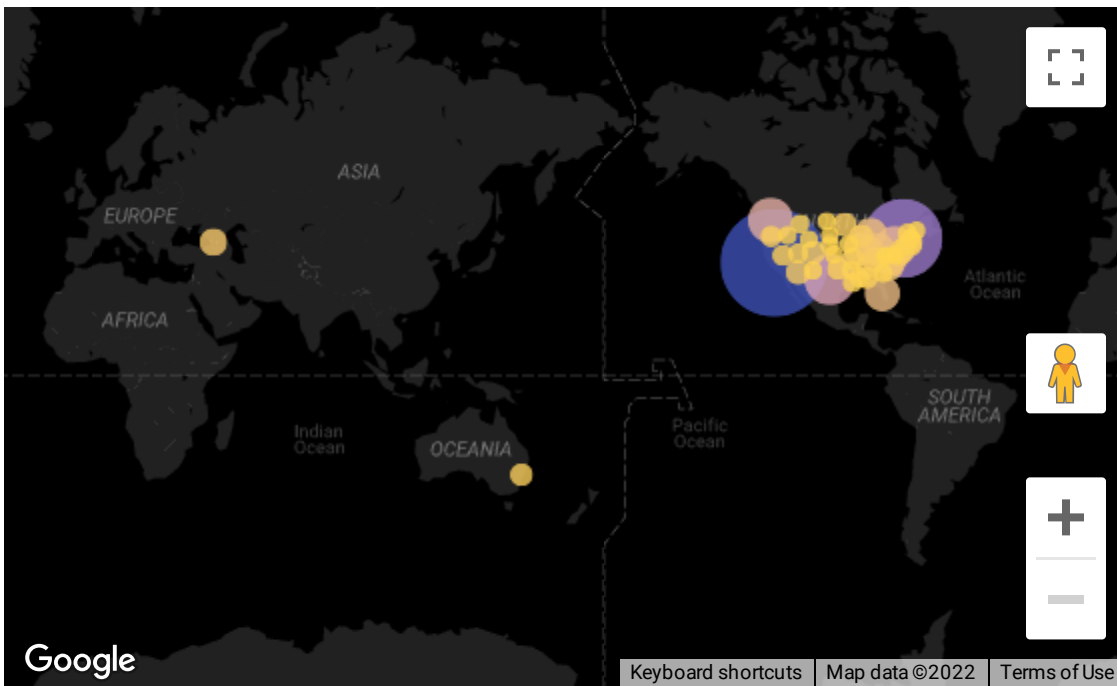 ASIA
EUROPE
Atlantic
Ocean
AFRICA
SOUTH
AMERICA
Pacific
Ocean
Indian
Ocean
OCEANIA
Google
Keyboard shortcuts
Map data ©2022
Terms of Use